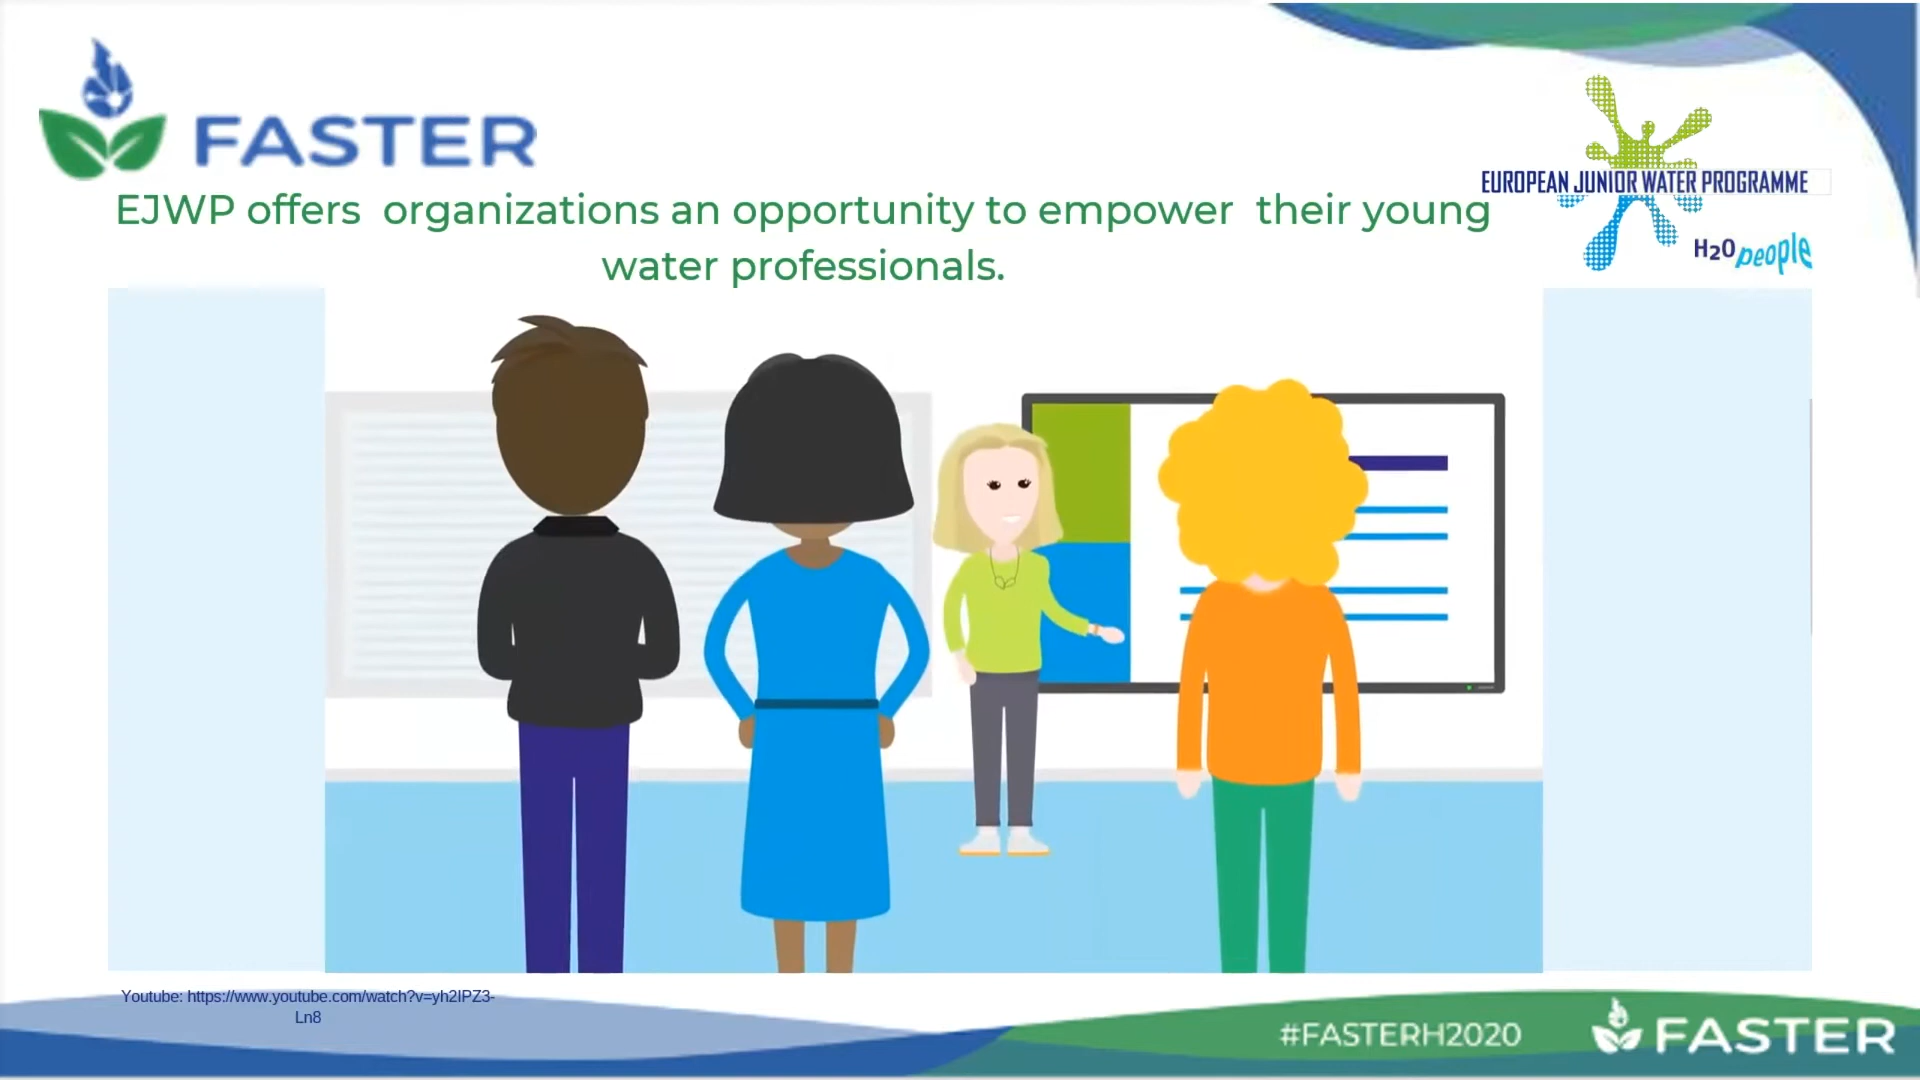 FASTER
EUROPEAN JUNIOR WATER PROGRAMME
H2O people
EJWP offers organizations an opportunity to empower their young
water professionals.
Youtube: https://www.youtube.com/watch?v=yh2IPZ3-
Ln8
#FASTERH2020
FASTER